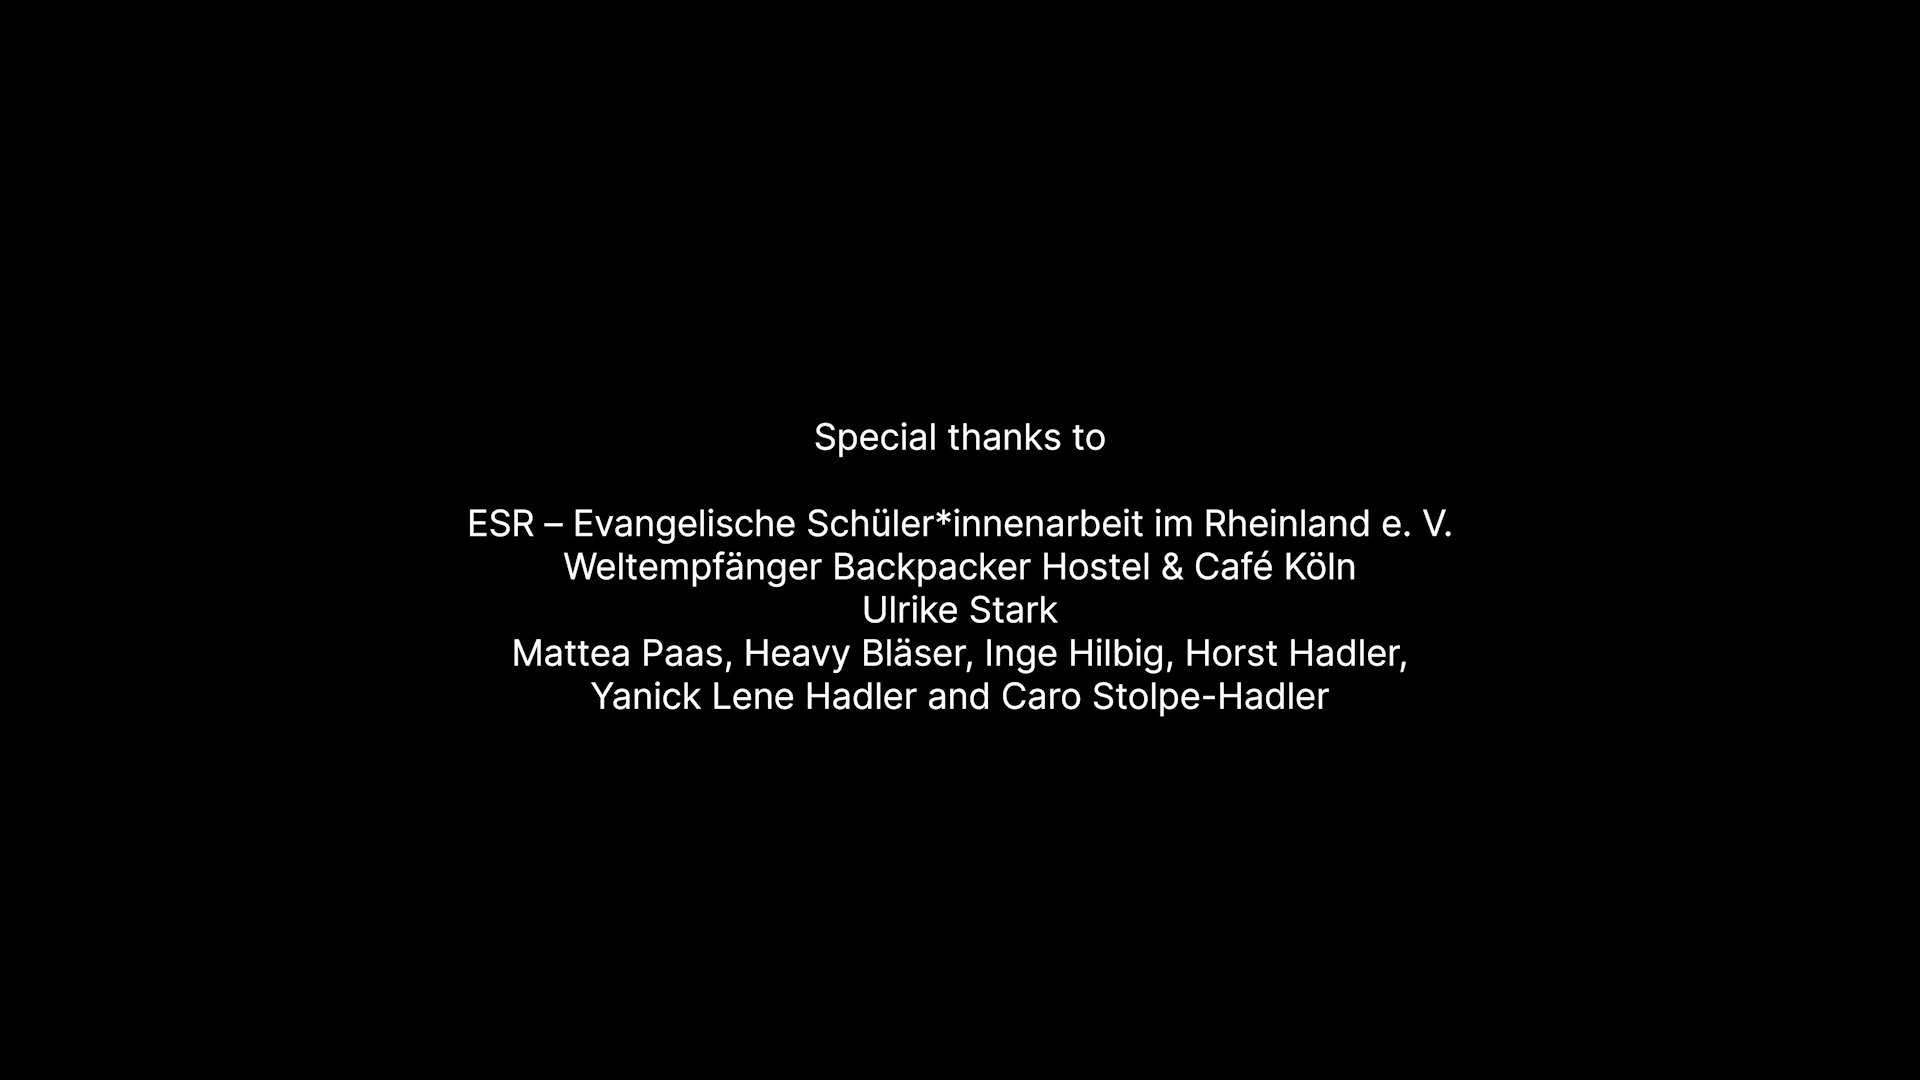 Special thanks to
ESR – Evangelische Schüler*innenarbeit im Rheinland e. V.
Weltempfänger Backpacker Hostel & Café Köln
Ulrike Stark
Mattea Paas, Heavy Bläser, Inge Hilbig, Horst Hadler,
Yanick Lene Hadler and Caro Stolpe-Hadler